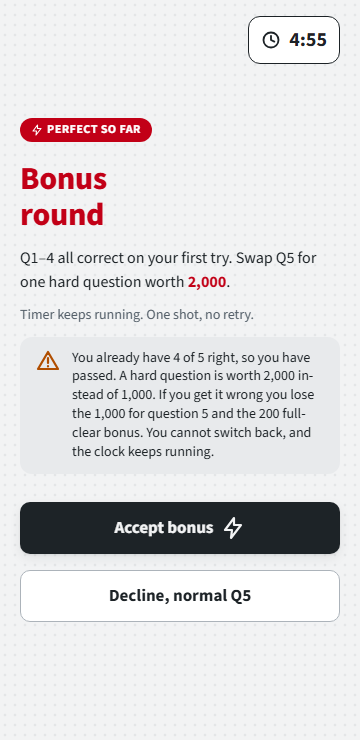 4:55
PERFECT SO FAR
Bonus
round
Q1–4 all correct on your first try. Swap Q5 for
one hard question worth 2,000.
Timer keeps running. One shot, no retry.
You already have 4 of 5 right, so you have
passed. A hard question is worth 2,000 in-
stead of 1,000. If you get it wrong you lose
the 1,000 for question 5 and the 200 full-
clear bonus. You cannot switch back, and
the clock keeps running.
Accept bonus
Decline, normal Q5